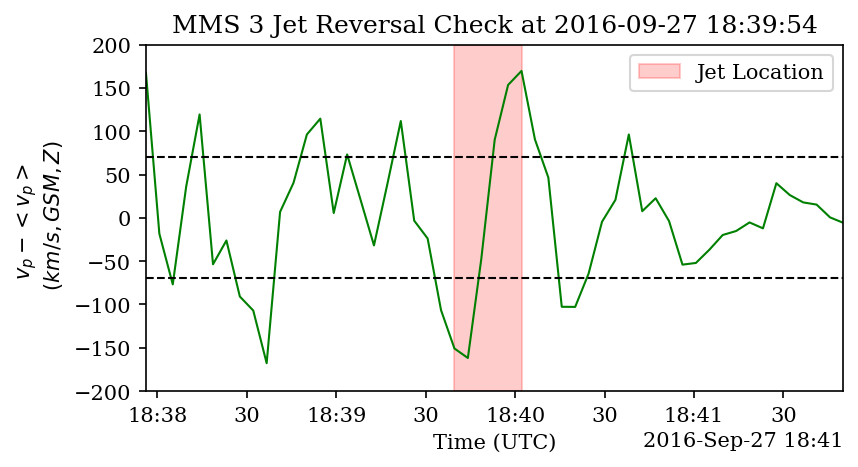 MMS 3 Jet Reversal Check at 2016-09-27 18:39:54
200
150
100
50
0
−50
−100
−150
−200
v_p − < v_p >
(km/s, GSM, Z)
Jet Location
18:38 30 18:39 30 18:40 30 18:41 30
Time (UTC)
2016-Sep-27 18:41